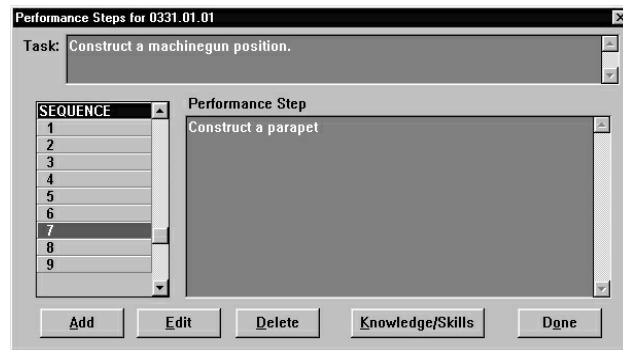 Performance Steps for 0331.01.01
Task: Construct a machinegun position.
SEQUENCE
1
2
3
4
5
6
7
8
9
Performance Step
Construct a parapet
Add Edit Delete Knowledge/Skills Done